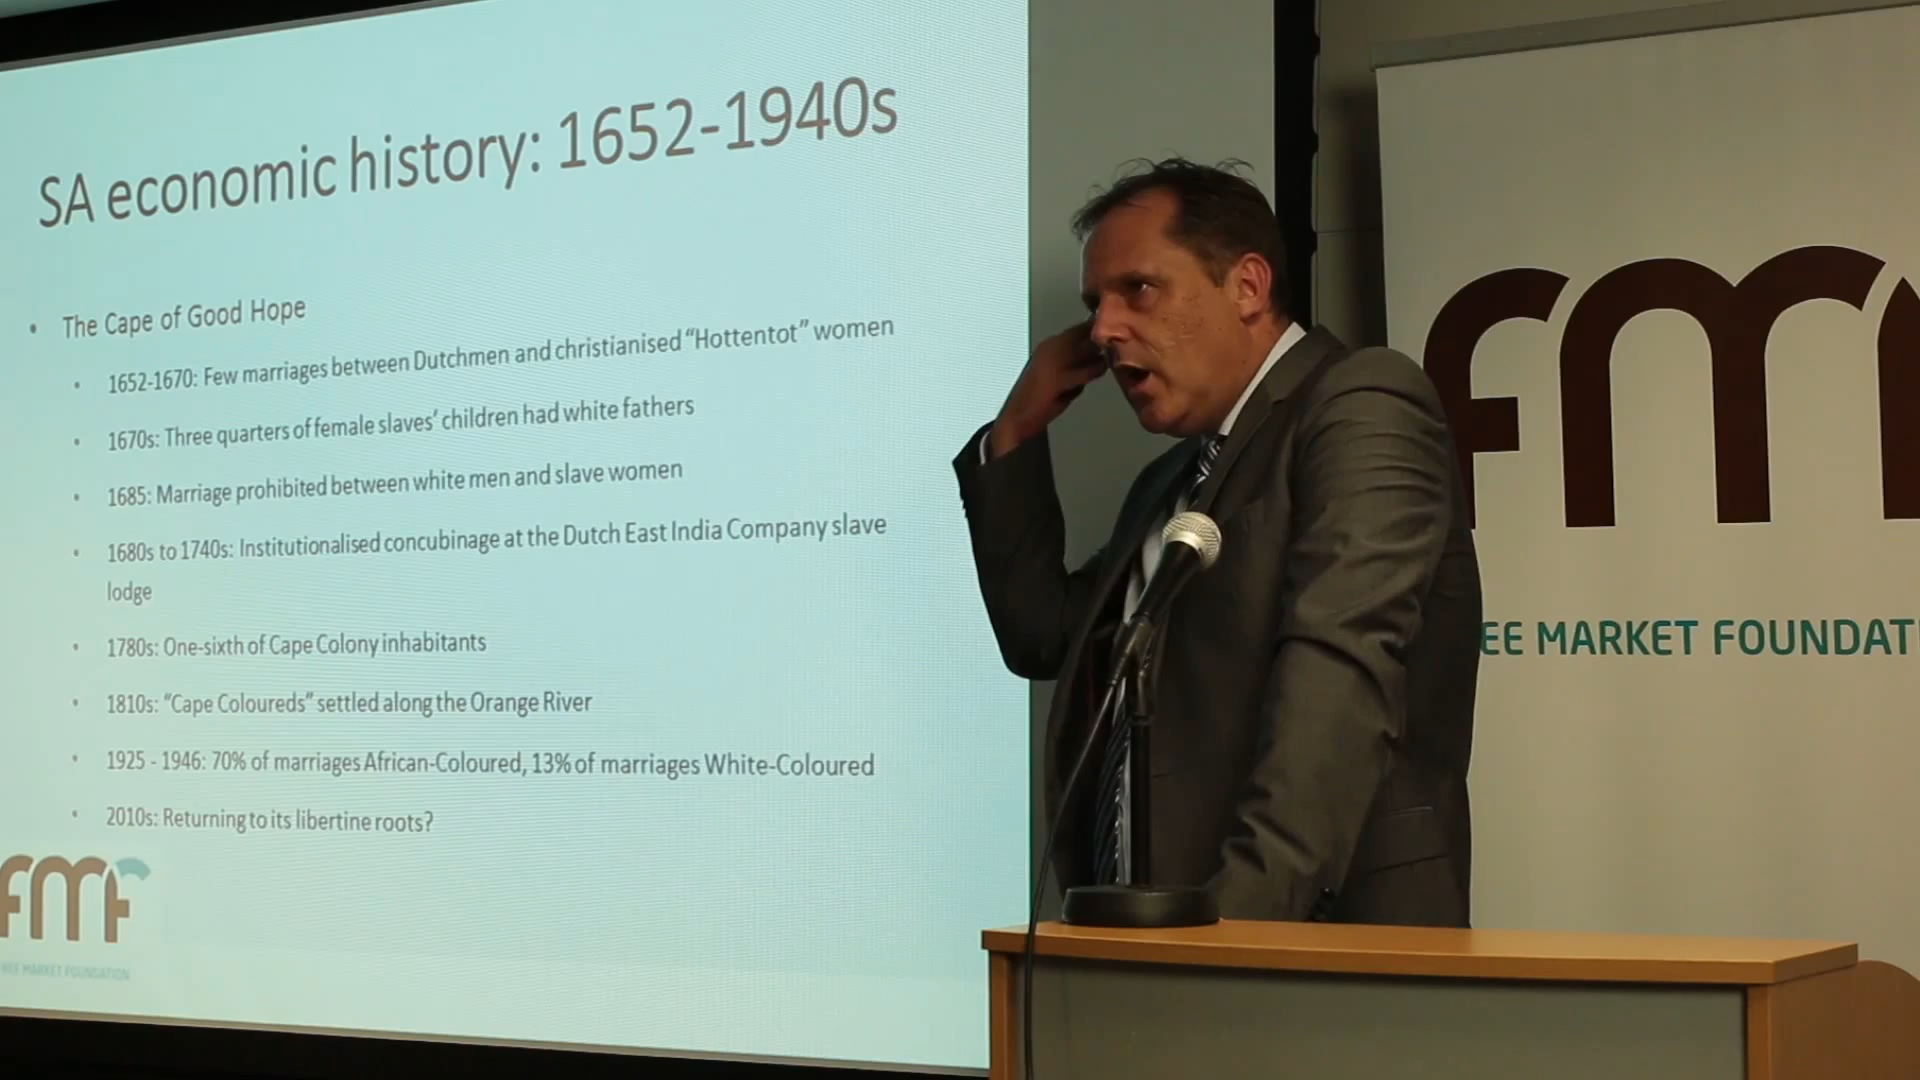 SA economic history: 1652-1940s
• The Cape of Good Hope
• 1652-1670: Few marriages between Dutchmen and christianised “Hottentot” women
• 1670s: Three quarters of female slaves’ children had white fathers
• 1685: Marriage prohibited between white men and slave women
• 1680s to 1740s: Institutionalised concubinage at the Dutch East India Company slave
lodge
• 1780s: One-sixth of Cape Colony inhabitants
• 1810s: “Cape Coloureds” settled along the Orange River
• 1925 - 1946: 70% of marriages African-Coloured, 13% of marriages White-Coloured
• 2010s: Returning to its libertine roots?
FMF
REE MARKET FOUNDATION
fm
EE MARKET FOUNDAT